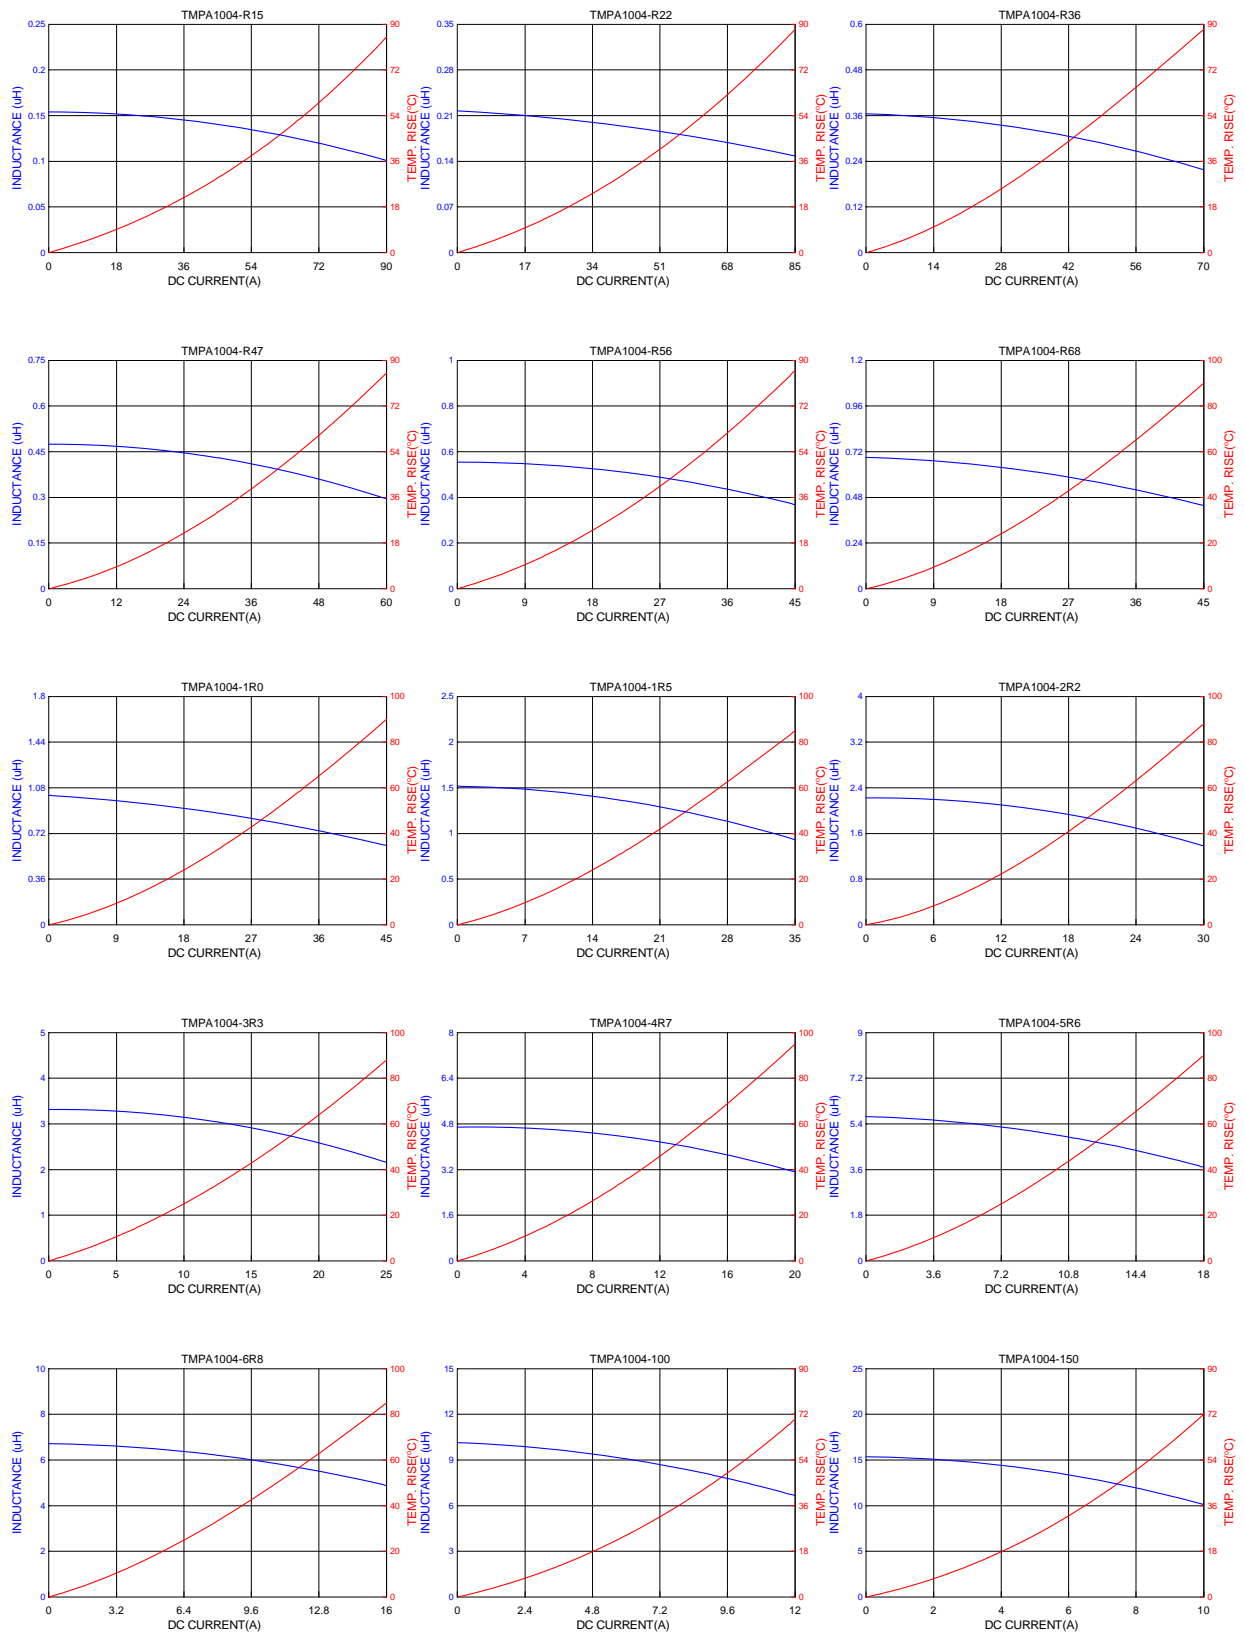 TMPA1004-R15
INDUCTANCE (uH)
0.25
0.2
0.15
0.1
0.05
0
TEMP. RISE(°C)
90
72
54
36
18
0
0 18 36 54 72 90
DC CURRENT(A)
TMPA1004-R22
INDUCTANCE (uH)
0.35
0.28
0.21
0.14
0.07
0
TEMP. RISE(°C)
90
72
54
36
18
0
0 17 34 51 68 85
DC CURRENT(A)
TMPA1004-R36
INDUCTANCE (uH)
0.6
0.48
0.36
0.24
0.12
0
TEMP. RISE(°C)
90
72
54
36
18
0
0 14 28 42 56 70
DC CURRENT(A)
TMPA1004-R47
INDUCTANCE (uH)
0.75
0.6
0.45
0.3
0.15
0
TEMP. RISE(°C)
90
72
54
36
18
0
0 12 24 36 48 60
DC CURRENT(A)
TMPA1004-R56
INDUCTANCE (uH)
1
0.8
0.6
0.4
0.2
0
TEMP. RISE(°C)
90
72
54
36
18
0
0 9 18 27 36 45
DC CURRENT(A)
TMPA1004-R68
INDUCTANCE (uH)
1.2
0.96
0.72
0.48
0.24
0
TEMP. RISE(°C)
100
80
60
40
20
0
0 9 18 27 36 45
DC CURRENT(A)
TMPA1004-1R0
INDUCTANCE (uH)
1.8
1.44
1.08
0.72
0.36
0
TEMP. RISE(°C)
100
80
60
40
20
0
0 9 18 27 36 45
DC CURRENT(A)
TMPA1004-1R5
INDUCTANCE (uH)
2.5
2
1.5
1
0.5
0
TEMP. RISE(°C)
100
80
60
40
20
0
0 7 14 21 28 35
DC CURRENT(A)
TMPA1004-2R2
INDUCTANCE (uH)
4
3.2
2.4
1.6
0.8
0
TEMP. RISE(°C)
100
80
60
40
20
0
0 6 12 18 24 30
DC CURRENT(A)
TMPA1004-3R3
INDUCTANCE (uH)
5
4
3
2
1
0
TEMP. RISE(°C)
100
80
60
40
20
0
0 5 10 15 20 25
DC CURRENT(A)
TMPA1004-4R7
INDUCTANCE (uH)
8
6.4
4.8
3.2
1.6
0
TEMP. RISE(°C)
100
80
60
40
20
0
0 4 8 12 16 20
DC CURRENT(A)
TMPA1004-5R6
INDUCTANCE (uH)
9
7.2
5.4
3.6
1.8
0
TEMP. RISE(°C)
100
80
60
40
20
0
0 3.6 7.2 10.8 14.4 18
DC CURRENT(A)
TMPA1004-6R8
INDUCTANCE (uH)
10
8
6
4
2
0
TEMP. RISE(°C)
100
80
60
40
20
0
0 3.2 6.4 9.6 12.8 16
DC CURRENT(A)
TMPA1004-100
INDUCTANCE (uH)
15
12
9
6
3
0
TEMP. RISE(°C)
90
72
54
36
18
0
0 2.4 4.8 7.2 9.6 12
DC CURRENT(A)
TMPA1004-150
INDUCTANCE (uH)
25
20
15
10
5
0
TEMP. RISE(°C)
90
72
54
36
18
0
0 2 4 6 8 10
DC CURRENT(A)